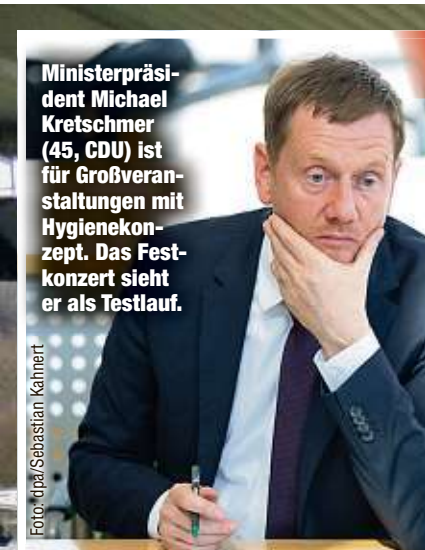 Ministerpräsi-
dent Michael
Kretschmer
(45, CDU) ist
für Großveran-
staltungen mit
Hygienekon-
zept. Das Fest-
konzert sieht
er als Testlauf.
Foto: dpa/Sebastian Kahnert